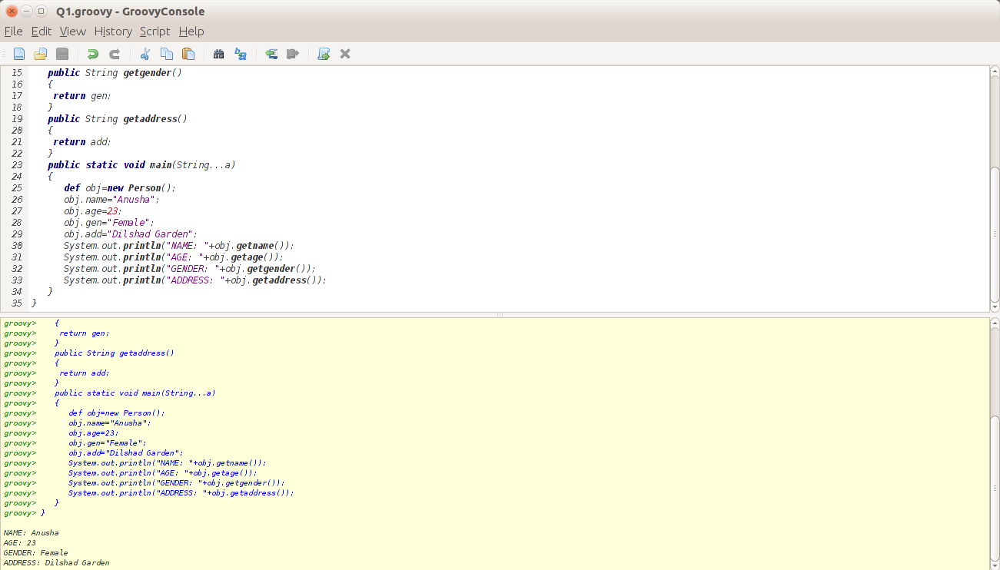 Q1.groovy - GroovyConsole
File Edit View History Script Help
15 public String getgender()
16 {
17 return gen;
18 }
19 public String getaddress()
20 {
21 return add;
22 }
23 public static void main(String...a)
24 {
25 def obj=new Person();
26 obj.name="Anusha";
27 obj.age=23;
28 obj.gen="Female";
29 obj.add="Dilshad Garden";
30 System.out.println("NAME: "+obj.getname());
31 System.out.println("AGE: "+obj.getage());
32 System.out.println("GENDER: "+obj.getgender());
33 System.out.println("ADDRESS: "+obj.getaddress());
34 }
35 }
groovy> {
groovy> return gen;
groovy> }
groovy> public String getaddress()
groovy> {
groovy> return add;
groovy> }
groovy> public static void main(String...a)
groovy> {
groovy> def obj=new Person();
groovy> obj.name="Anusha";
groovy> obj.age=23;
groovy> obj.gen="Female";
groovy> obj.add="Dilshad Garden";
groovy> System.out.println("NAME: "+obj.getname());
groovy> System.out.println("AGE: "+obj.getage());
groovy> System.out.println("GENDER: "+obj.getgender());
groovy> System.out.println("ADDRESS: "+obj.getaddress());
groovy> }
groovy> }
NAME: Anusha
AGE: 23
GENDER: Female
ADDRESS: Dilshad Garden